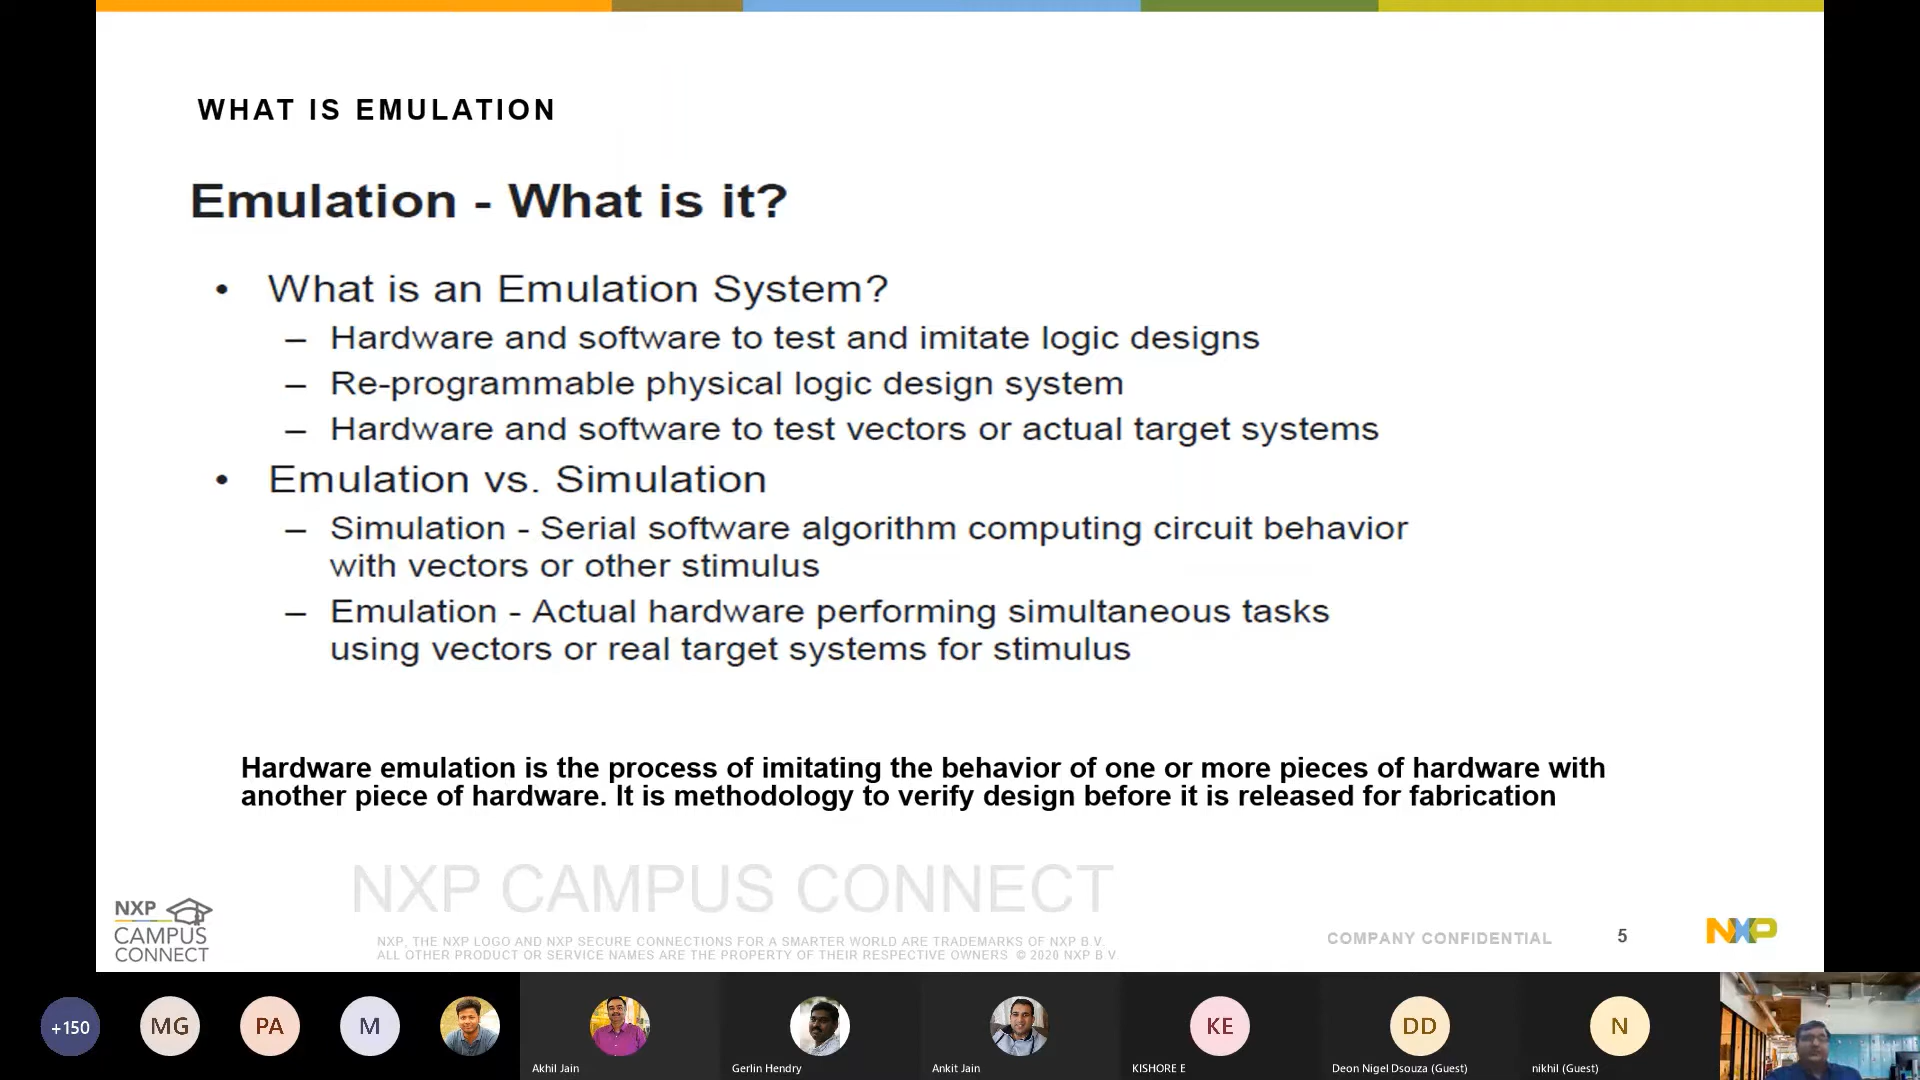 WHAT IS EMULATION
Emulation - What is it?
• What is an Emulation System?
– Hardware and software to test and imitate logic designs
– Re-programmable physical logic design system
– Hardware and software to test vectors or actual target systems
• Emulation vs. Simulation
– Simulation - Serial software algorithm computing circuit behavior
with vectors or other stimulus
– Emulation - Actual hardware performing simultaneous tasks
using vectors or real target systems for stimulus
Hardware emulation is the process of imitating the behavior of one or more pieces of hardware with
another piece of hardware. It is methodology to verify design before it is released for fabrication
NXP CAMPUS CONNECT
NXP
CAMPUS
CONNECT
NXP, THE NXP LOGO AND NXP SECURE CONNECTIONS FOR A SMARTER WORLD ARE TRADEMARKS OF NXP B.V.
ALL OTHER PRODUCT OR SERVICE NAMES ARE THE PROPERTY OF THEIR RESPECTIVE OWNERS © 2020 NXP B.V.
COMPANY CONFIDENTIAL
5
NXP
+150
MG
PA
M
KE
DD
N
Akhil Jain
Gerlin Hendry
Ankit Jain
KISHORE E
Deon Nigel Dsouza (Guest)
nikhil (Guest)